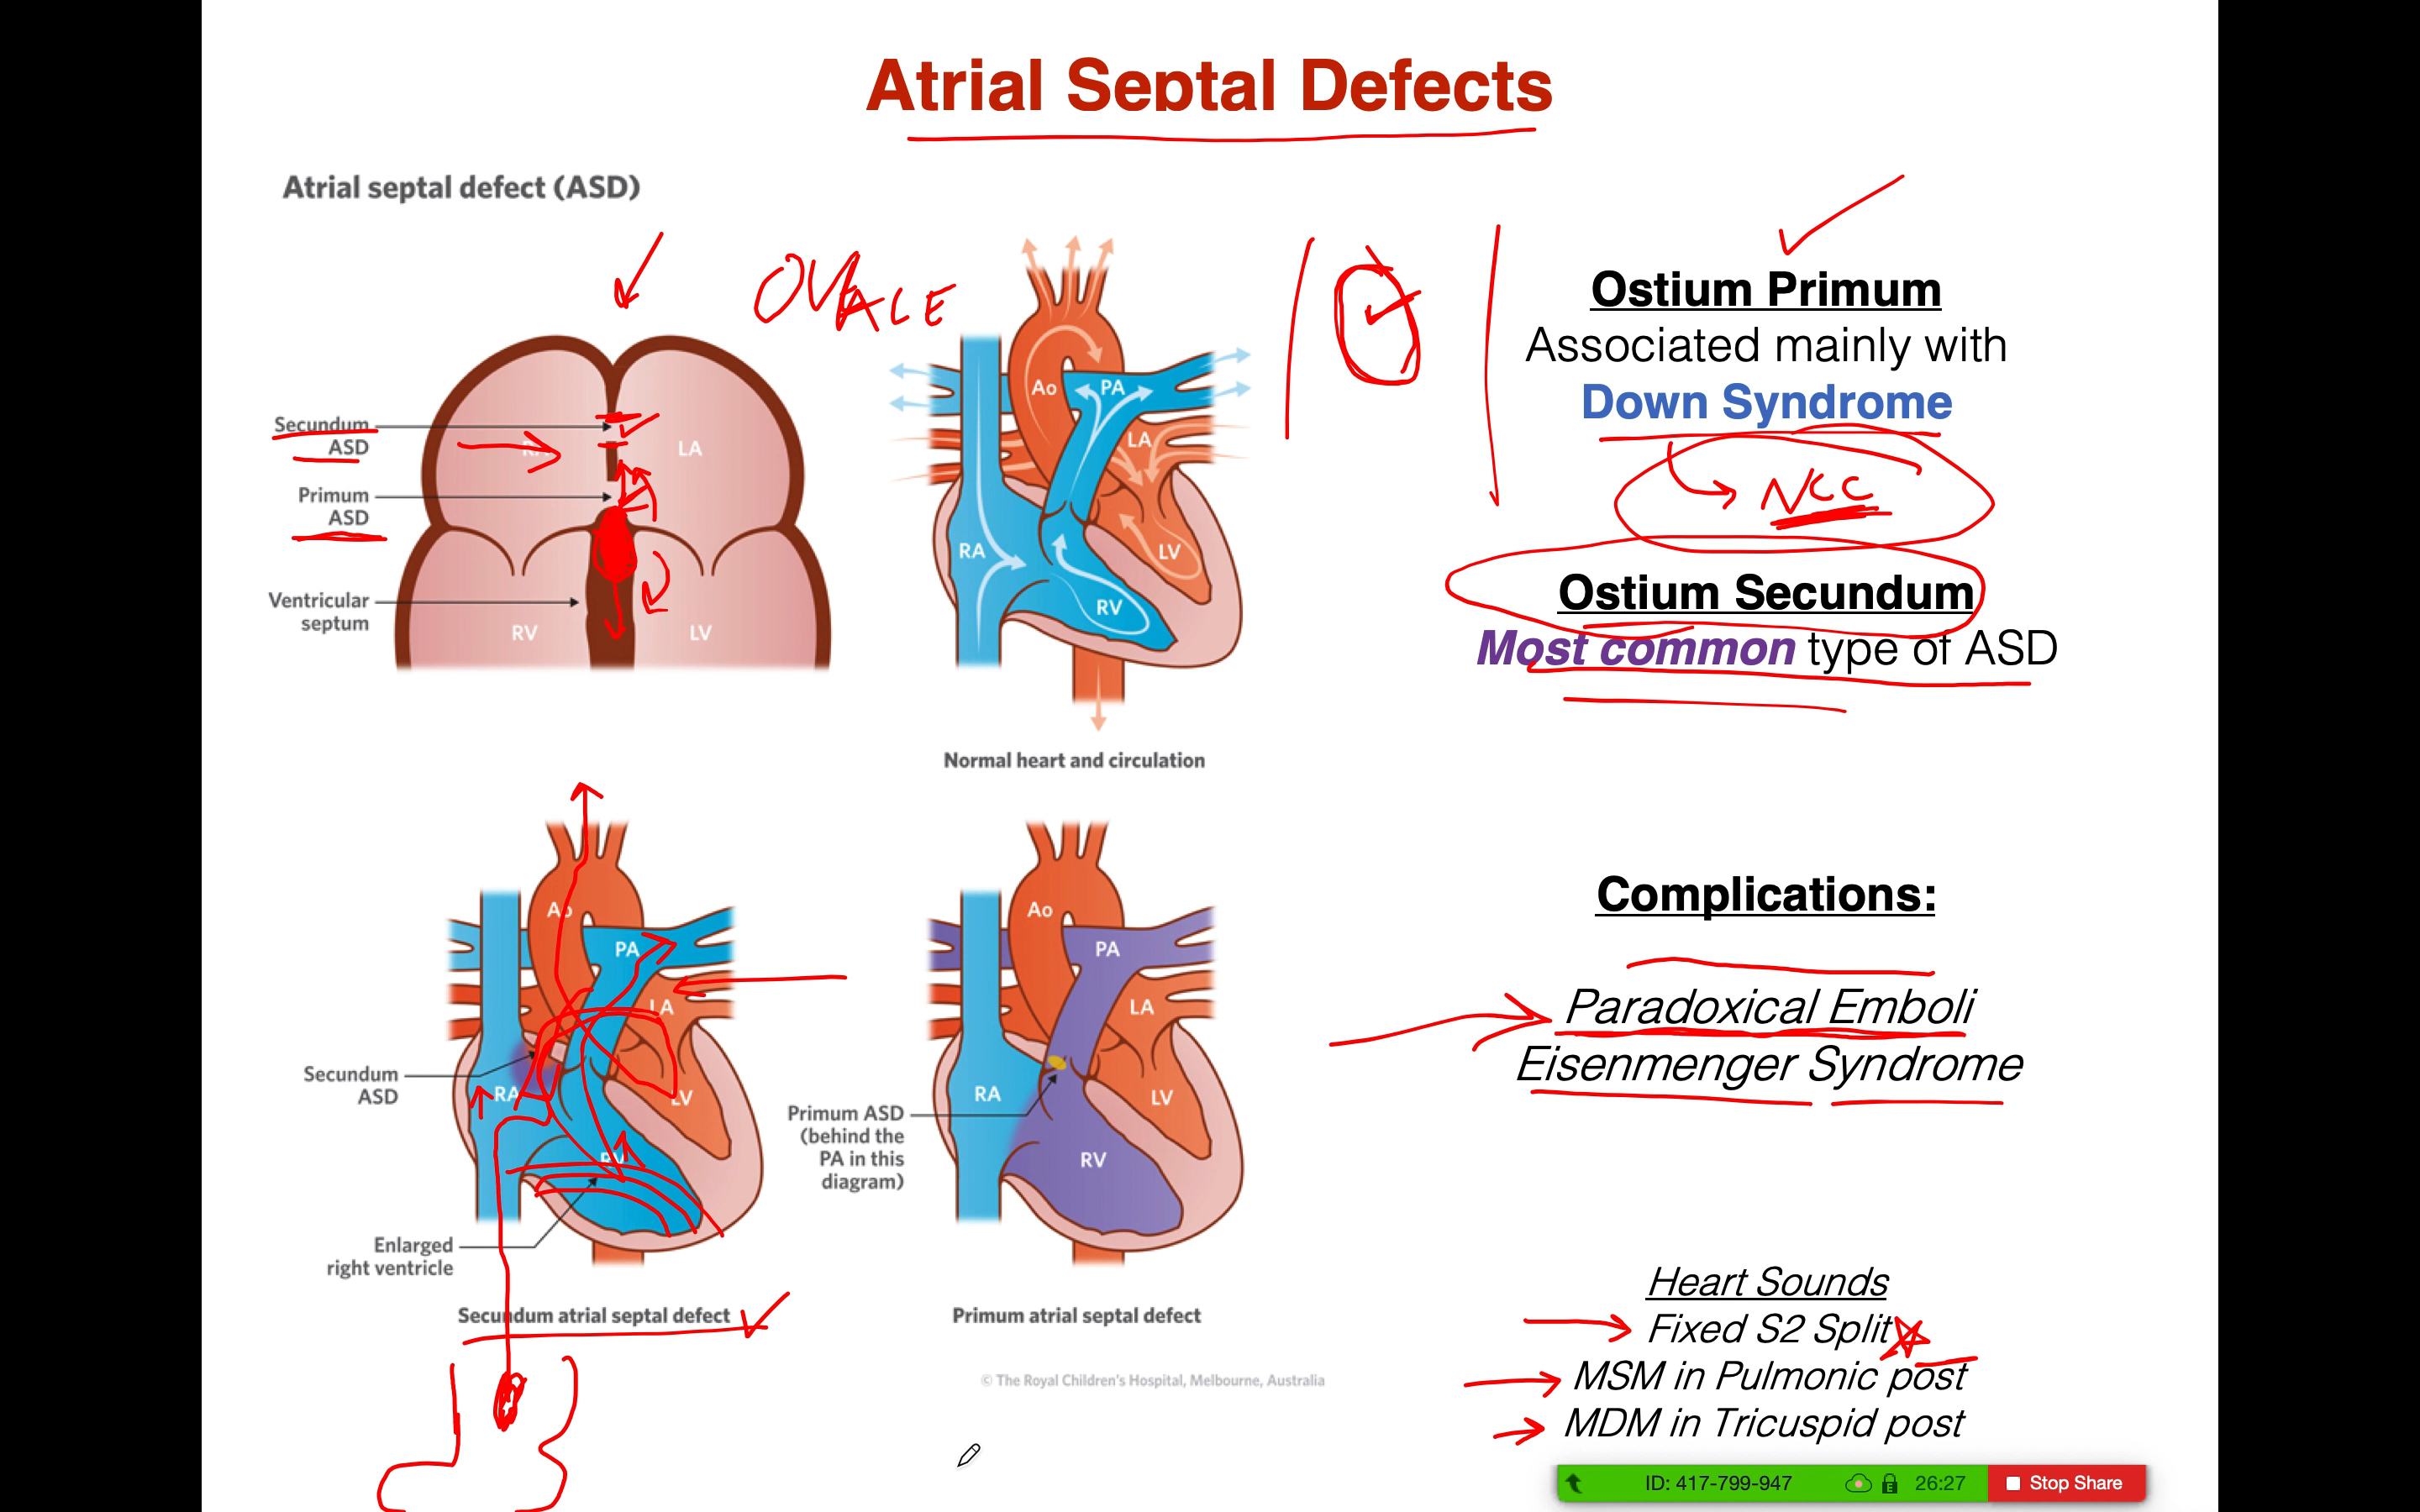 Atrial Septal Defects
Atrial septal defect (ASD)
OVALE
Secundum
ASD
RA
LA
Primum
ASD
Ventricular
septum
RV
LV
Ao
PA
LA
RA
LV
RV
Normal heart and circulation
Ostium Primum
Associated mainly with
Down Syndrome
NCC
Ostium Secundum
Most common type of ASD
Ao
PA
LA
Secundum
ASD
RA
LV
RV
Enlarged
right ventricle
Secundum atrial septal defect
Ao
PA
LA
RA
LV
Primum ASD
(behind the
PA in this
diagram)
RV
Primum atrial septal defect
© The Royal Children's Hospital, Melbourne, Australia
Complications:
Paradoxical Emboli
Eisenmenger Syndrome
Heart Sounds
Fixed S2 Split
MSM in Pulmonic post
MDM in Tricuspid post
ID: 417-799-947
E
26:27
Stop Share